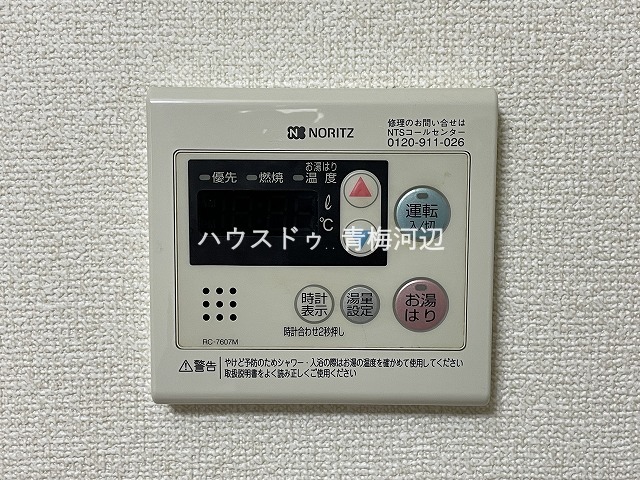 NORITZ
修理のお問い合せは
NTSコールセンター
0120-911-026
優先
燃焼
お湯はり
温度
ℓ
℃
運転
入/切
ハウスドゥ 青梅河辺
時計
表示
湯量
設定
お湯
はり
時計合わせ2秒押し
RC-7607M
警告
やけど予防のためシャワー・入浴の際はお湯の温度を確かめて使用してください
取扱説明書をよく読み正しくご使用ください